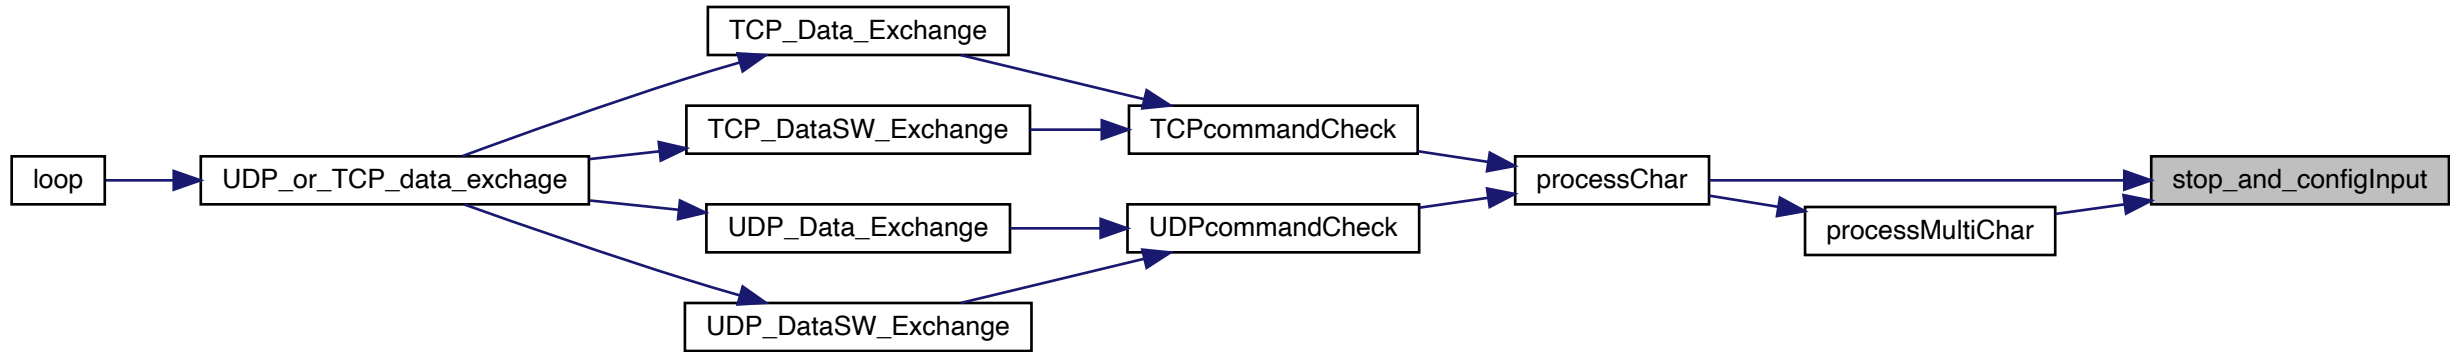 loop
UDP_or_TCP_data_exchage
TCP_Data_Exchange
TCP_DataSW_Exchange
UDP_Data_Exchange
UDP_DataSW_Exchange
TCPcommandCheck
UDPcommandCheck
processChar
processMultiChar
stop_and_configInput